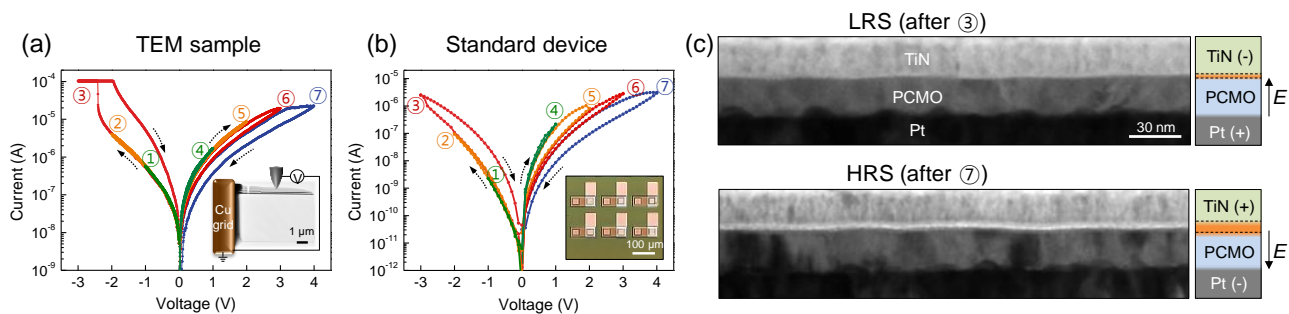 (a) TEM sample
Current (A)
10⁻⁴
10⁻⁵
10⁻⁶
10⁻⁷
10⁻⁸
10⁻⁹
③
②
①
④
⑤
⑥
⑦
V
Cu
grid
1 µm
-3 -2 -1 0 1 2 3 4
Voltage (V)
(b) Standard device
Current (A)
10⁻⁴
10⁻⁵
10⁻⁶
10⁻⁷
10⁻⁸
10⁻⁹
10⁻¹⁰
10⁻¹¹
10⁻¹²
③
②
①
④
⑤
⑥
⑦
100 µm
-3 -2 -1 0 1 2 3 4
Voltage (V)
(c) LRS (after ③)
TiN
PCMO
Pt
30 nm
TiN (-)
PCMO
Pt (+)
E
HRS (after ⑦)
TiN (+)
PCMO
Pt (-)
E